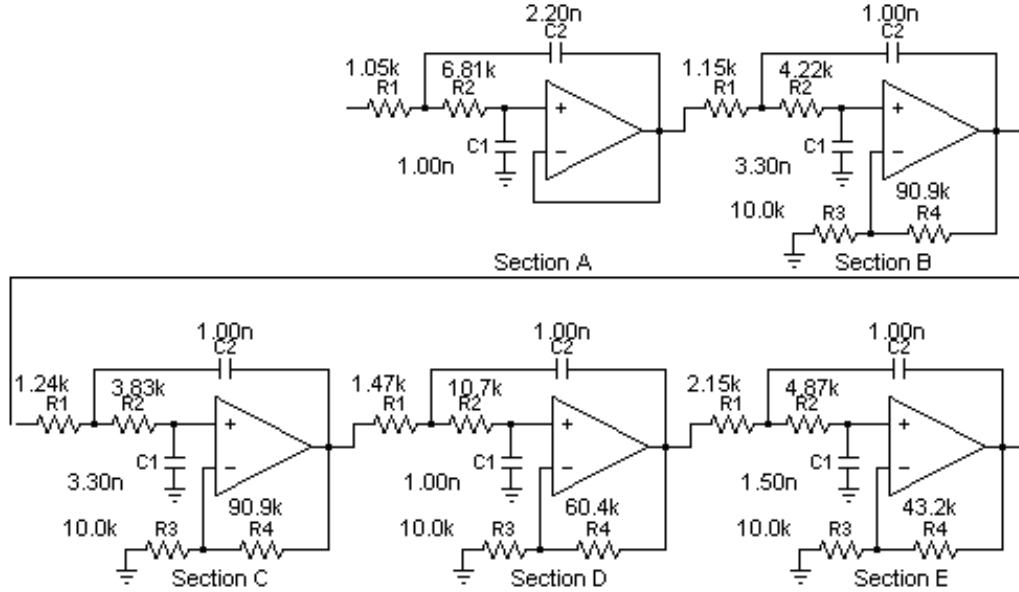 2.20n 1.00n
C2 C2
1.05k 6.81k 1.15k 4.22k
R1 R2 R1 R2
+ +
C1 − C1 −
1.00n 3.30n
90.9k
10.0k R3 R4
Section A Section B
1.00n 1.00n 1.00n
C2 C2 C2
1.24k 3.83k 1.47k 10.7k 2.15k 4.87k
R1 R2 R1 R2 R1 R2
+ + +
C1 − C1 − C1 −
3.30n 1.00n 1.50n
90.9k 60.4k 43.2k
10.0k R3 R4 10.0k R3 R4 10.0k R3 R4
Section C Section D Section E